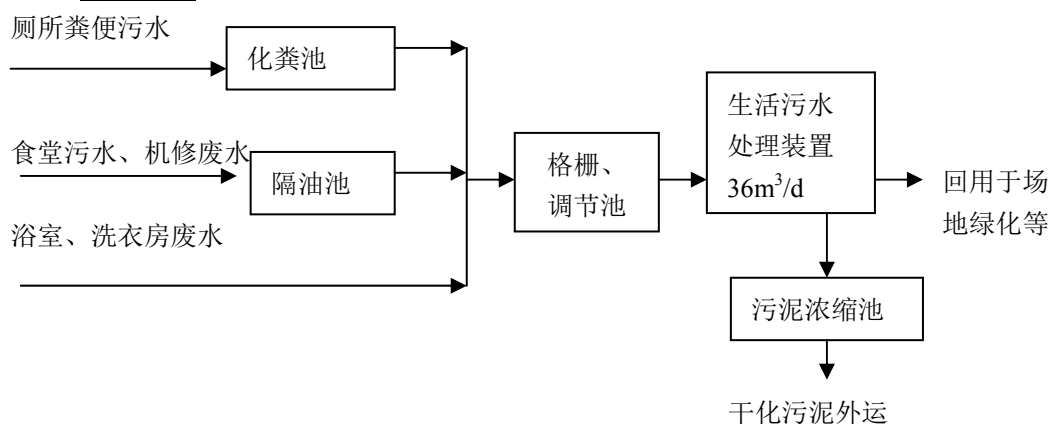 厕所粪便污水
化粪池
食堂污水、机修废水
隔油池
浴室、洗衣房废水
格栅、
调节池
生活污水
处理装置
36m³/d
回用于场
地绿化等
污泥浓缩池
干化污泥外运